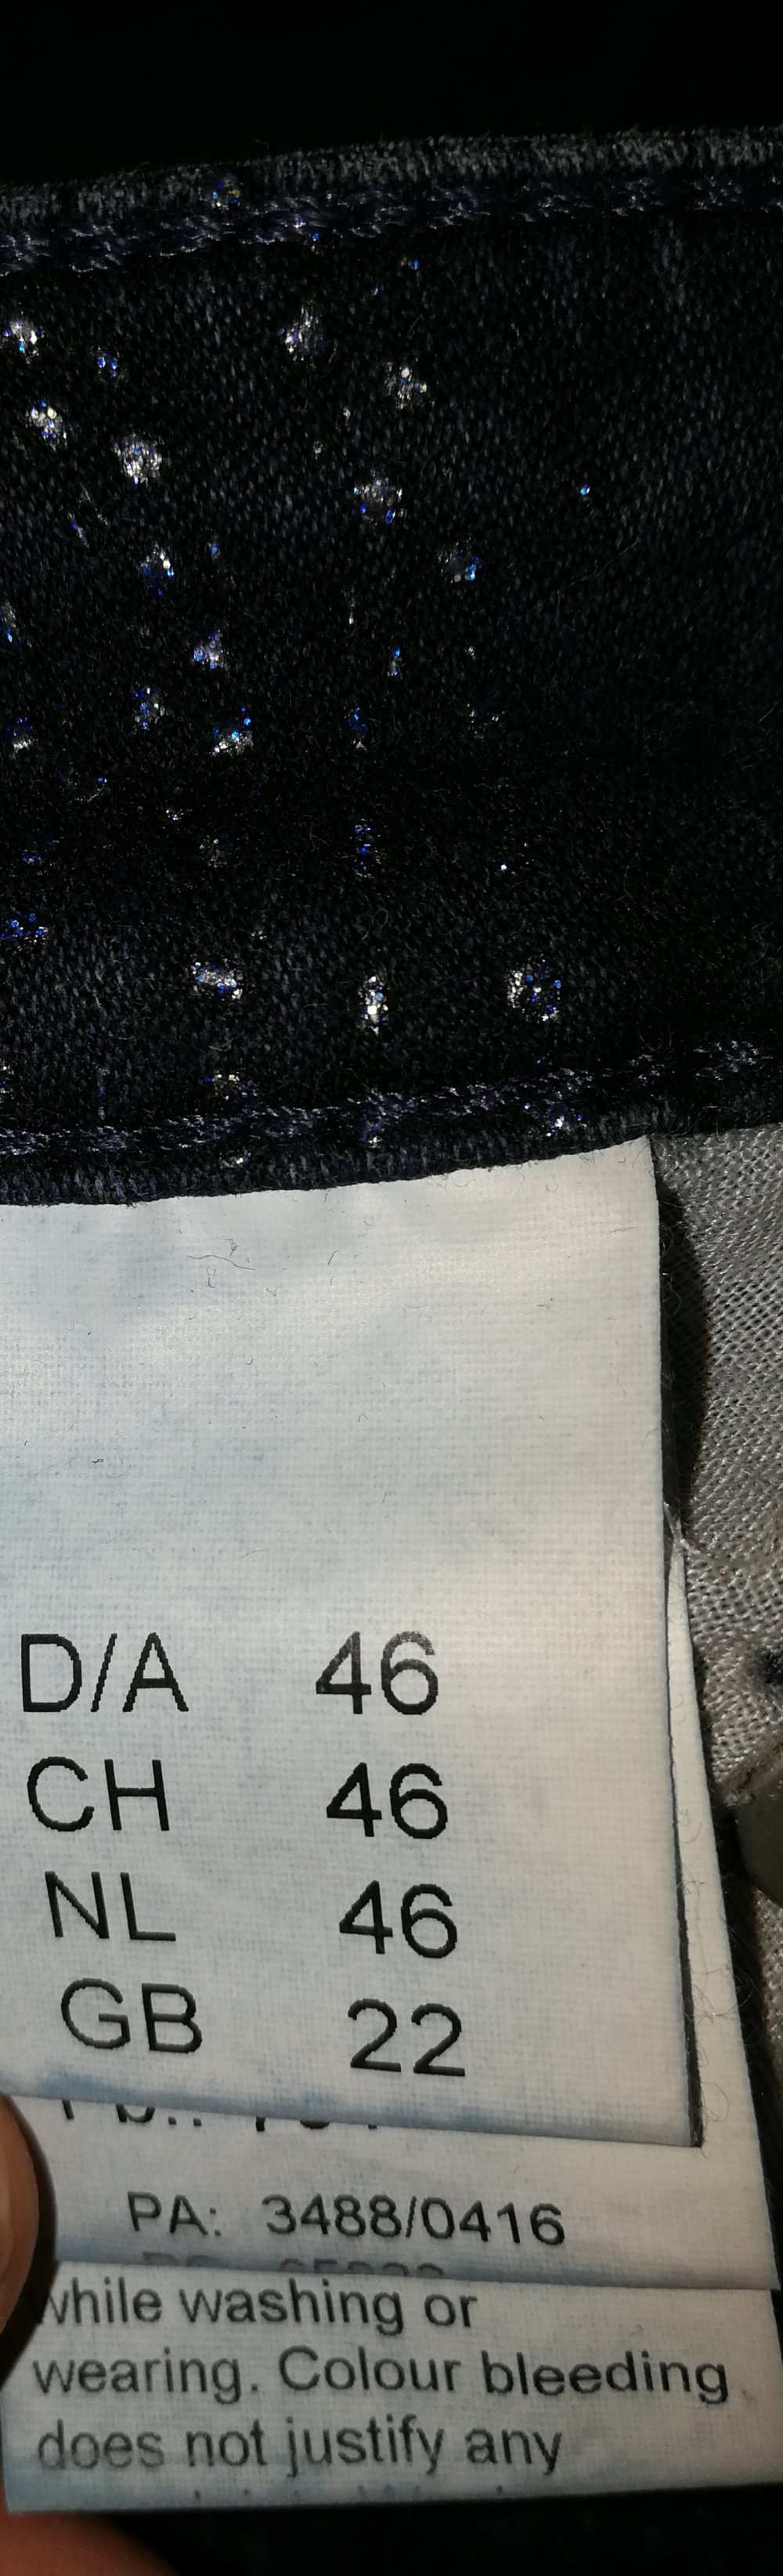 D/A 46
CH 46
NL 46
GB 22
PA: 3488/0416
while washing or
wearing. Colour bleeding
does not justify any